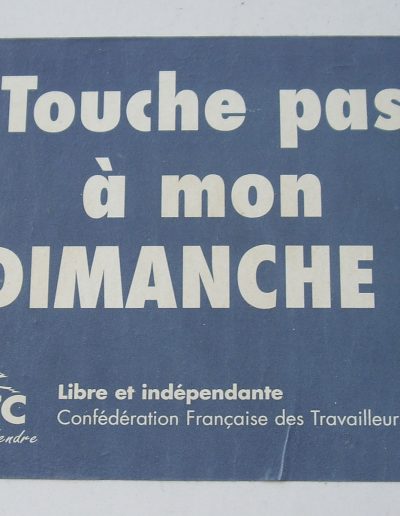 Touche pas
à mon
DIMANCHE
Libre et indépendante
Confédération Française des Travailleur